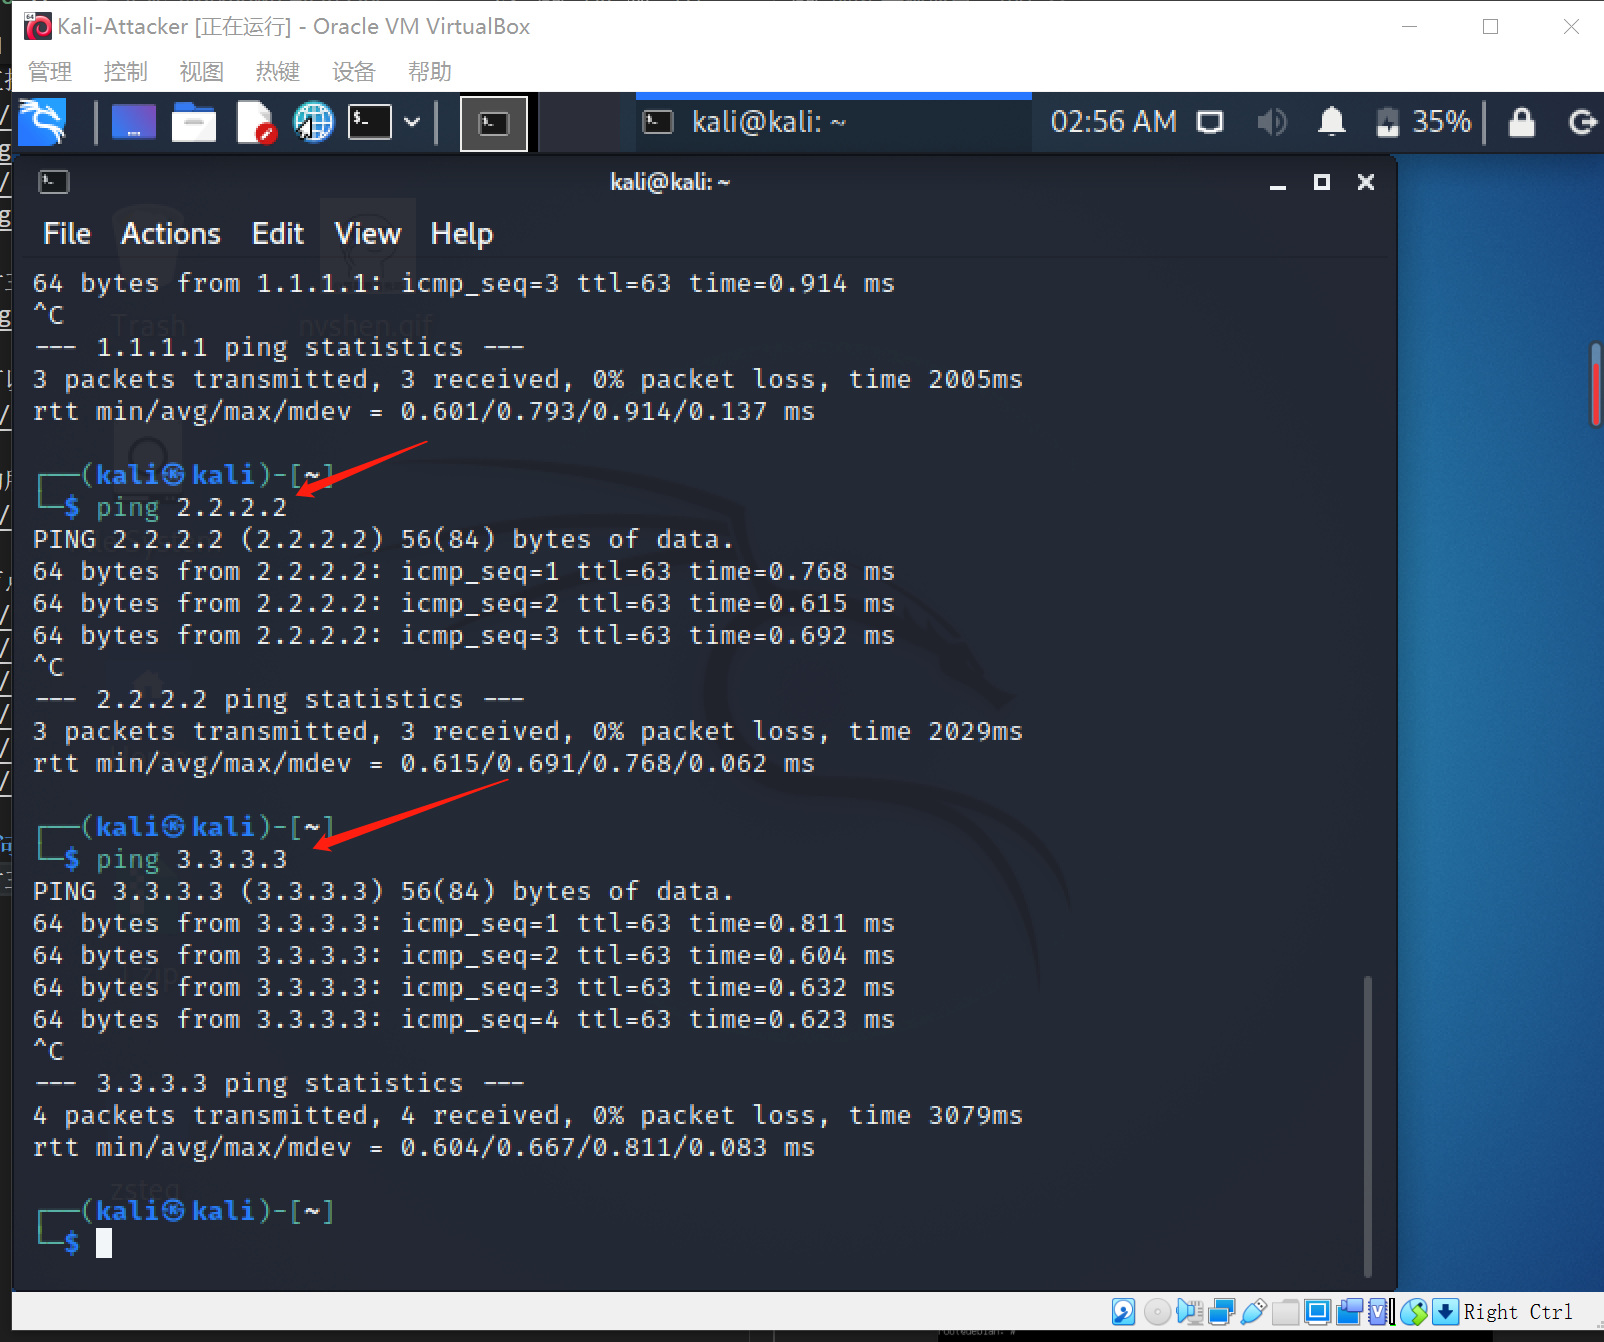 Kali-Attacker [正在运行] - Oracle VM VirtualBox
管理 控制 视图 热键 设备 帮助
kali@kali: ~ 02:56 AM 35%
kali@kali: ~
File Actions Edit View Help
64 bytes from 1.1.1.1: icmp_seq=3 ttl=63 time=0.914 ms
^C
Trash nvshen.gif
--- 1.1.1.1 ping statistics ---
3 packets transmitted, 3 received, 0% packet loss, time 2005ms
rtt min/avg/max/mdev = 0.601/0.793/0.914/0.137 ms
┌──(kali㉿kali)-[~]
└─$ ping 2.2.2.2
PING 2.2.2.2 (2.2.2.2) 56(84) bytes of data.
64 bytes from 2.2.2.2: icmp_seq=1 ttl=63 time=0.768 ms
64 bytes from 2.2.2.2: icmp_seq=2 ttl=63 time=0.615 ms
64 bytes from 2.2.2.2: icmp_seq=3 ttl=63 time=0.692 ms
^C
--- 2.2.2.2 ping statistics ---
3 packets transmitted, 3 received, 0% packet loss, time 2029ms
rtt min/avg/max/mdev = 0.615/0.691/0.768/0.062 ms
┌──(kali㉿kali)-[~]
└─$ ping 3.3.3.3
PING 3.3.3.3 (3.3.3.3) 56(84) bytes of data.
64 bytes from 3.3.3.3: icmp_seq=1 ttl=63 time=0.811 ms
64 bytes from 3.3.3.3: icmp_seq=2 ttl=63 time=0.604 ms
64 bytes from 3.3.3.3: icmp_seq=3 ttl=63 time=0.632 ms
64 bytes from 3.3.3.3: icmp_seq=4 ttl=63 time=0.623 ms
^C
--- 3.3.3.3 ping statistics ---
4 packets transmitted, 4 received, 0% packet loss, time 3079ms
rtt min/avg/max/mdev = 0.604/0.667/0.811/0.083 ms
zsteg
┌──(kali㉿kali)-[~]
└─$
Right Ctrl